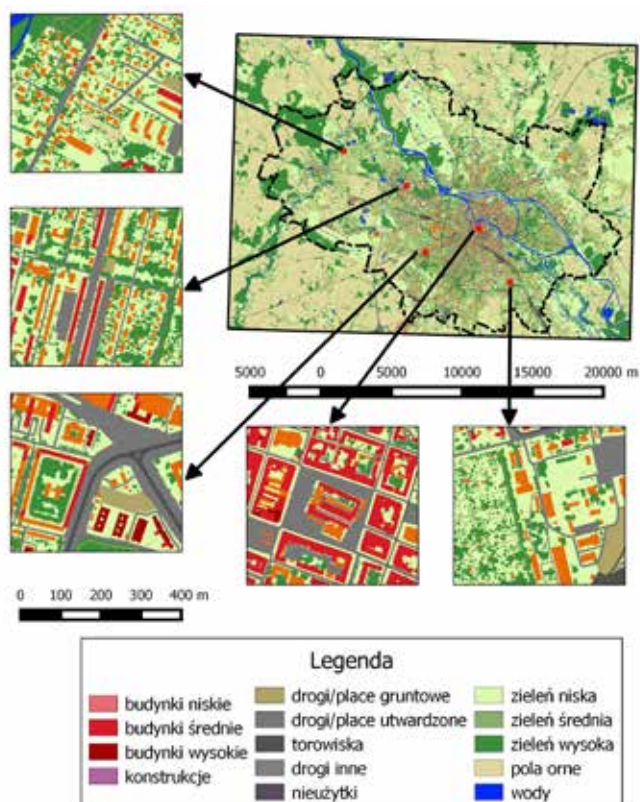 5000 0 5000 10000 15000 20000 m
0 100 200 300 400 m
Legenda
budynki niskie
budynki średnie
budynki wysokie
konstrukcje
drogi/place gruntowe
drogi/place utwardzone
torowiska
drogi inne
nieużytki
zieleń niska
zieleń średnia
zieleń wysoka
pola orne
wody